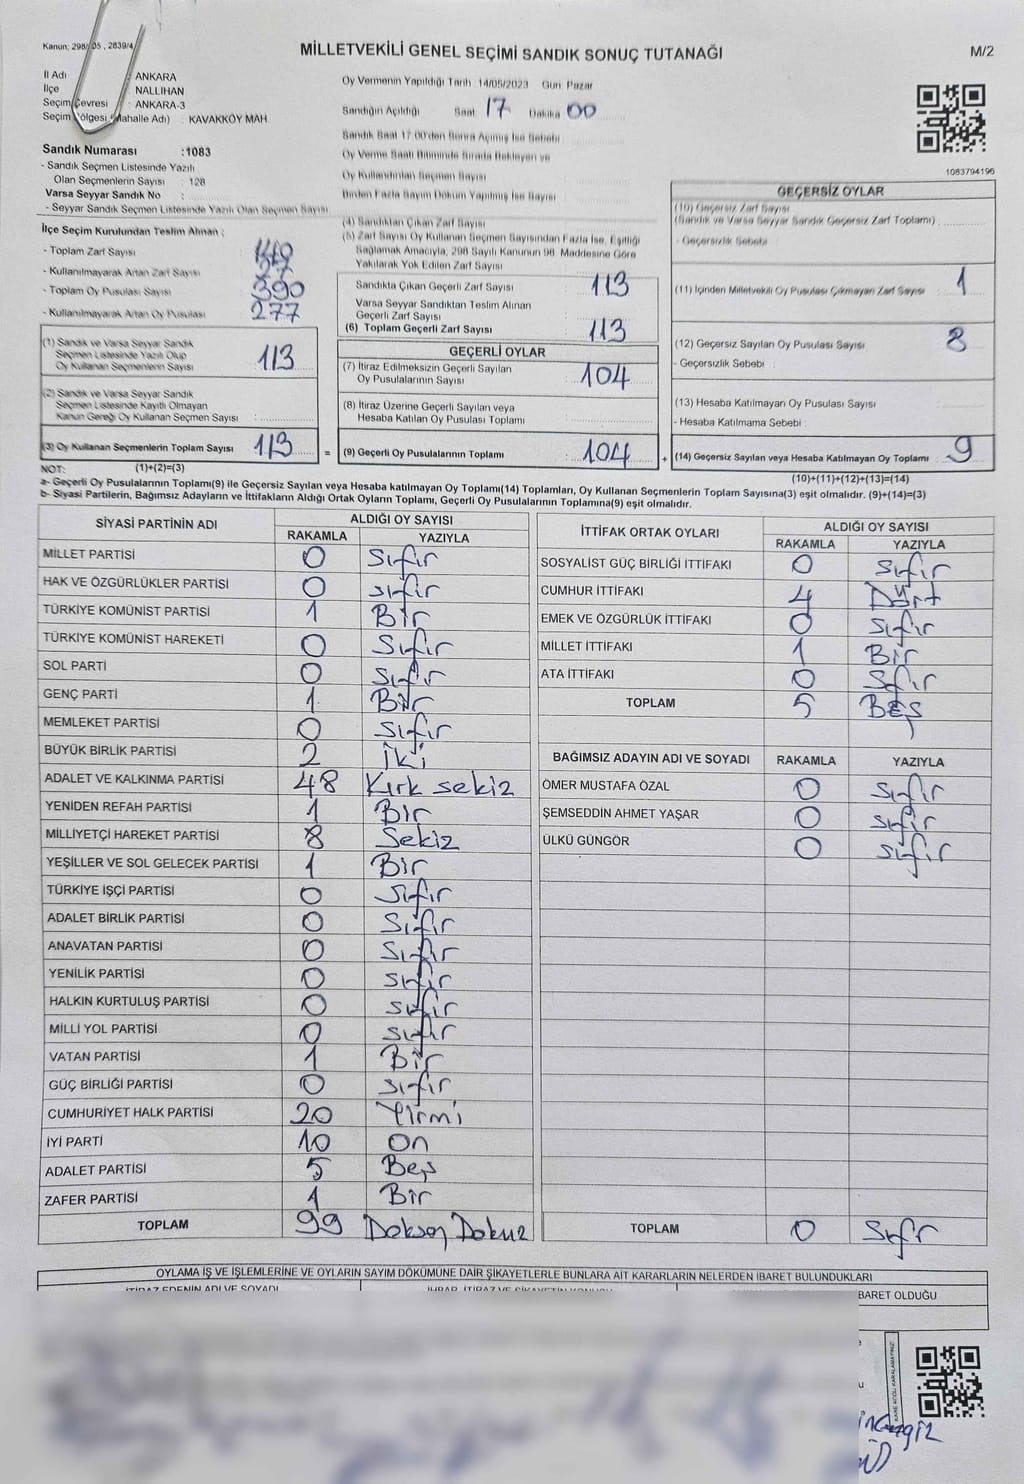 Kanun; 298/ 05 , 2839/4
MİLLETVEKİLİ GENEL SEÇİMİ SANDIK SONUÇ TUTANAĞI
M/2
İl Adı : ANKARA
İlçe NALLIHAN
Seçim Çevresi : ANKARA-3
Seçim Bölgesi (Mahalle Adı) : KAVAKKÖY MAH.
Oy Vermenin Yapıldığı Tarih : 14/05/2023 Gün: Pazar
Sandığın Açıldığı Saat 17 Dakika 00
Sandık Saat 17:00'den Sonra Açılmış İse Sebebi :
Oy Verme Saati Bitiminde Sırada Bekleyen ve
Oy Kullandırılan Seçmen Sayısı
Birden Fazla Sayım Döküm Yapılmış İse Sayısı
1083794196
Sandık Numarası :1083
- Sandık Seçmen Listesinde Yazılı
Olan Seçmenlerin Sayısı : 128
Varsa Seyyar Sandık No :
- Seyyar Sandık Seçmen Listesinde Yazılı Olan Seçmen Sayısı
İlçe Seçim Kurulundan Teslim Alınan :
- Toplam Zarf Sayısı
- Kullanılmayarak Artan Zarf Sayısı 27
- Toplam Oy Pusulası Sayısı 390
- Kullanılmayarak Artan Oy Pusulası 277
(1) Sandık ve Varsa Seyyar Sandık
Seçmen Listesinde Yazılı Olup
Oy Kullanan Seçmenlerin Sayısı 113
(2) Sandık ve Varsa Seyyar Sandık
Seçmen Listesinde Kayıtlı Olmayan
Kanun Gereği Oy Kullanan Seçmen Sayısı :
(3) Oy Kullanan Seçmenlerin Toplam Sayısı 113 =
(4) Sandıktan Çıkan Zarf Sayısı
(5) Zarf Sayısı Oy Kullanan Seçmen Sayısından Fazla İse, Eşitliği
Sağlamak Amacıyla, 298 Sayılı Kanunun 98. Maddesine Göre
Yakılarak Yok Edilen Zarf Sayısı
Sandıkta Çıkan Geçerli Zarf Sayısı 113
Varsa Seyyar Sandıktan Teslim Alınan
Geçerli Zarf Sayısı
(6) Toplam Geçerli Zarf Sayısı 113
GEÇERLİ OYLAR
(7) İtiraz Edilmeksizin Geçerli Sayılan
Oy Pusulalarının Sayısı 104
(8) İtiraz Üzerine Geçerli Sayılan veya
Hesaba Katılan Oy Pusulası Toplamı
(9) Geçerli Oy Pusulalarının Toplamı 104 +
GEÇERSİZ OYLAR
(10) Geçersiz Zarf Sayısı
(Sandık ve Varsa Seyyar Sandık Geçersiz Zarf Toplamı) :
- Geçersizlik Sebebi :
(11) İçinden Milletvekili Oy Pusulası Çıkmayan Zarf Sayısı 1
(12) Geçersiz Sayılan Oy Pusulası Sayısı 8
- Geçersizlik Sebebi :
(13) Hesaba Katılmayan Oy Pusulası Sayısı
- Hesaba Katılmama Sebebi :
(14) Geçersiz Sayılan veya Hesaba Katılmayan Oy Toplamı 9
NOT: (1)+(2)=(3) (10)+(11)+(12)+(13)=(14)
a- Geçerli Oy Pusulalarının Toplamı(9) ile Geçersiz Sayılan veya Hesaba katılmayan Oy Toplamı(14) Toplamları, Oy Kullanan Seçmenlerin Toplam Sayısına(3) eşit olmalıdır. (9)+(14)=(3)
b- Siyasi Partilerin, Bağımsız Adayların ve İttifakların Aldığı Ortak Oyların Toplamı, Geçerli Oy Pusulalarının Toplamına(9) eşit olmalıdır.
SİYASİ PARTİNİN ADI ALDIĞI OY SAYISI
RAKAMLA YAZIYLA
MİLLET PARTİSİ 0 Sıfır
HAK VE ÖZGÜRLÜKLER PARTİSİ 0 sıfır
TÜRKİYE KOMÜNİST PARTİSİ 1 Bir
TÜRKİYE KOMÜNİST HAREKETİ 0 Sıfır
SOL PARTİ 0 Sıfır
GENÇ PARTİ 1 Bir
MEMLEKET PARTİSİ 0 sıfır
BÜYÜK BİRLİK PARTİSİ 2 İki
ADALET VE KALKINMA PARTİSİ 48 Kırk sekiz
YENİDEN REFAH PARTİSİ 1 Bir
MİLLİYETÇİ HAREKET PARTİSİ 8 Sekiz
YEŞİLLER VE SOL GELECEK PARTİSİ 1 Bir
TÜRKİYE İŞÇİ PARTİSİ 0 Sıfır
ADALET BİRLİK PARTİSİ 0 Sıfır
ANAVATAN PARTİSİ 0 Sıfır
YENİLİK PARTİSİ 0 sıfır
HALKIN KURTULUŞ PARTİSİ 0 sıfır
MİLLİ YOL PARTİSİ 0 sıfır
VATAN PARTİSİ 1 Bir
GÜÇ BİRLİĞİ PARTİSİ 0 sıfır
CUMHURİYET HALK PARTİSİ 20 Yirmi
İYİ PARTİ 10 On
ADALET PARTİSİ 5 Beş
ZAFER PARTİSİ 1 Bir
TOPLAM 99 Doksan Dokuz
İTTİFAK ORTAK OYLARI ALDIĞI OY SAYISI
RAKAMLA YAZIYLA
SOSYALİST GÜÇ BİRLİĞİ İTTİFAKI 0 sıfır
CUMHUR İTTİFAKI 4 Dört
EMEK VE ÖZGÜRLÜK İTTİFAKI 0 sıfır
MİLLET İTTİFAKI 1 Bir
ATA İTTİFAKI 0 Sıfır
TOPLAM 5 Beş
BAĞIMSIZ ADAYIN ADI VE SOYADI RAKAMLA YAZIYLA
ÖMER MUSTAFA ÖZAL 0 sıfır
ŞEMSEDDİN AHMET YAŞAR 0 sıfır
ÜLKÜ GÜNGÖR 0 sıfır
TOPLAM 0 Sıfr
OYLAMA İŞ VE İŞLEMLERİNE VE OYLARIN SAYIM DÖKÜMÜNE DAİR ŞİKAYETLERLE BUNLARA AİT KARARLARIN NELERDEN İBARET BULUNDUKLARI
İTİRAZ EDENİN ADI VE SOYADI
BARET OLDUĞU